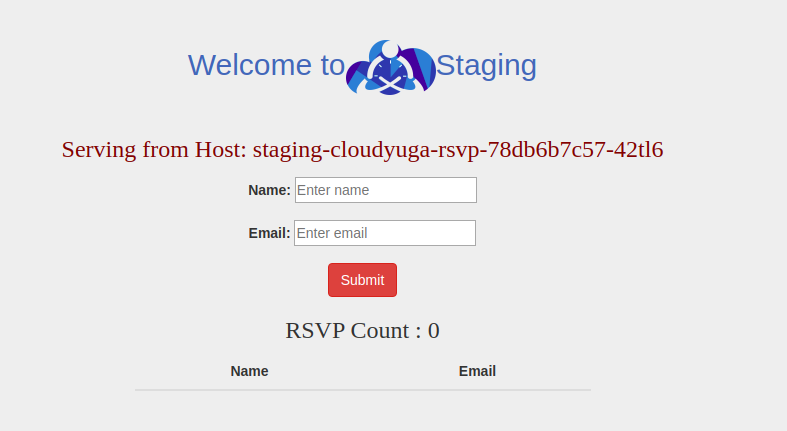 Welcome to Staging
Serving from Host: staging-cloudyuga-rsvp-78db6b7c57-42tl6
Name: Enter name
Email: Enter email
Submit
RSVP Count : 0
Name Email